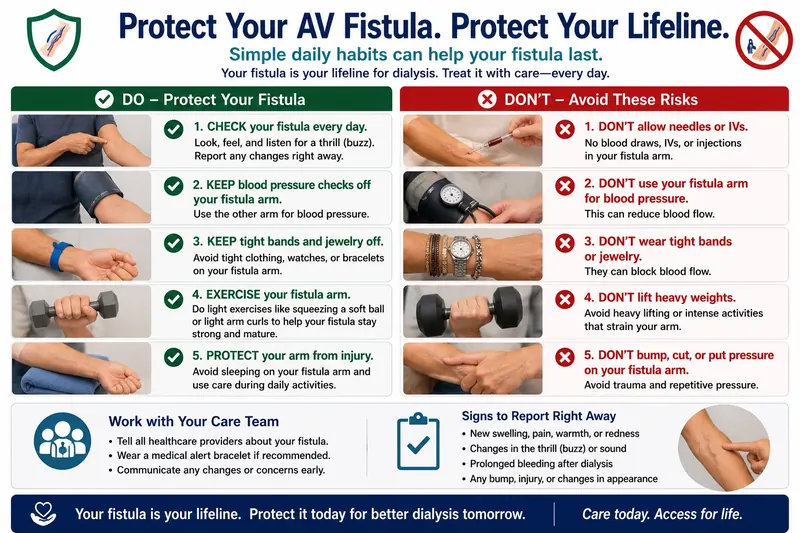 Protect Your AV Fistula. Protect Your Lifeline.
Simple daily habits can help your fistula last.
Your fistula is your lifeline for dialysis. Treat it with care—every day.
DO – Protect Your Fistula
1. CHECK your fistula every day.
Look, feel, and listen for a thrill (buzz).
Report any changes right away.
2. KEEP blood pressure checks off
your fistula arm.
Use the other arm for blood pressure.
3. KEEP tight bands and jewelry off.
Avoid tight clothing, watches, or bracelets
on your fistula arm.
4. EXERCISE your fistula arm.
Do light exercises like squeezing a soft ball
or light arm curls to help your fistula stay
strong and mature.
5. PROTECT your arm from injury.
Avoid sleeping on your fistula arm and
use care during daily activities.
DON'T – Avoid These Risks
1. DON'T allow needles or IVs.
No blood draws, IVs, or injections
in your fistula arm.
2. DON'T use your fistula arm
for blood pressure.
This can reduce blood flow.
3. DON'T wear tight bands
or jewelry.
They can block blood flow.
4. DON'T lift heavy weights.
Avoid heavy lifting or intense activities
that strain your arm.
5. DON'T bump, cut, or put pressure
on your fistula arm.
Avoid trauma and repetitive pressure.
Work with Your Care Team
• Tell all healthcare providers about your fistula.
• Wear a medical alert bracelet if recommended.
• Communicate any changes or concerns early.
Signs to Report Right Away
• New swelling, pain, warmth, or redness
• Changes in the thrill (buzz) or sound
• Prolonged bleeding after dialysis
• Any bump, injury, or changes in appearance
Your fistula is your lifeline. Protect it today for better dialysis tomorrow.
Care today. Access for life.